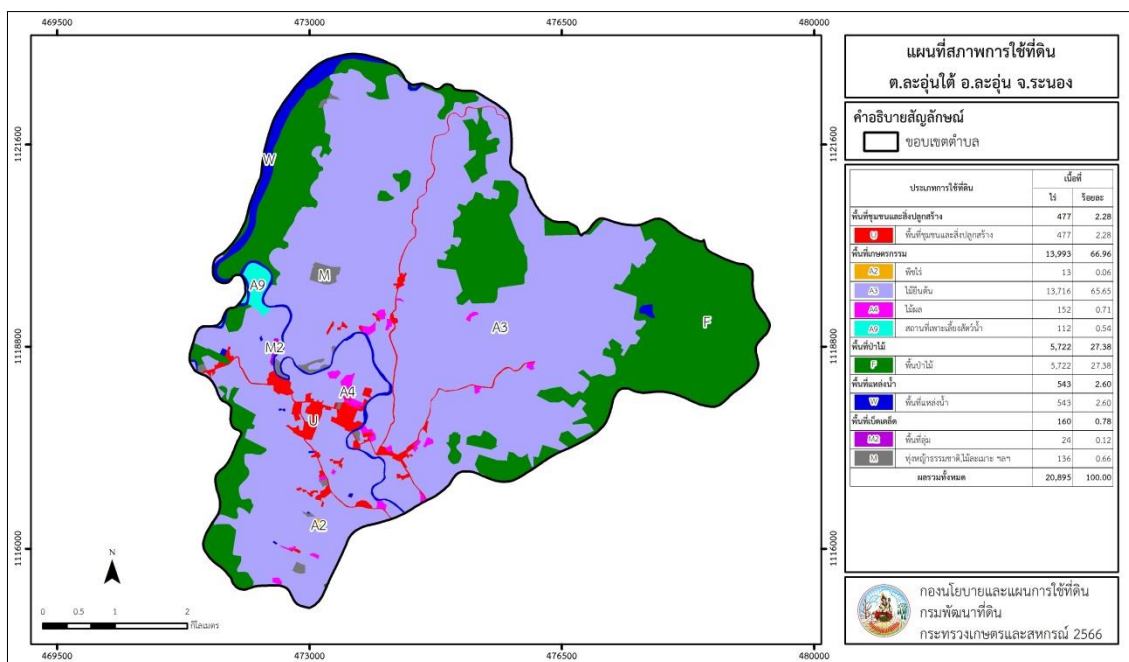 469500 473000 476500 480000
1121600 1121600
1118800 1118800
1116000 1116000
W
M
A9
A3
F
M2
A4
U
A2
N
0 0.5 1 2
กิโลเมตร
469500 473000 476500 480000
แผนที่สภาพการใช้ที่ดิน
ต.ละอุ่นใต้ อ.ละอุ่น จ.ระนอง
คำอธิบายสัญลักษณ์
ขอบเขตตำบล
ประเภทการใช้ที่ดิน เนื้อที่
ไร่ ร้อยละ
พื้นที่ชุมชนและสิ่งปลูกสร้าง 477 2.28
U พื้นที่ชุมชนและสิ่งปลูกสร้าง 477 2.28
พื้นที่เกษตรกรรม 13,993 66.96
A2 พืชไร่ 13 0.06
A3 ไม้ยืนต้น 13,716 65.65
A4 ไม้ผล 152 0.71
A9 สถานที่เพาะเลี้ยงสัตว์น้ำ 112 0.54
พื้นที่ป่าไม้ 5,722 27.38
F พื้นป่าไม้ 5,722 27.38
พื้นที่แหล่งน้ำ 543 2.60
W พื้นที่แหล่งน้ำ 543 2.60
พื้นที่เบ็ดเตล็ด 160 0.78
M2 พื้นที่ลุ่ม 24 0.12
M ทุ่งหญ้าธรรมชาติ,ไม้ละเมาะ ฯลฯ 136 0.66
ผลรวมทั้งหมด 20,895 100.00
กองนโยบายและแผนการใช้ที่ดิน
กรมพัฒนาที่ดิน
กระทรวงเกษตรและสหกรณ์ 2566